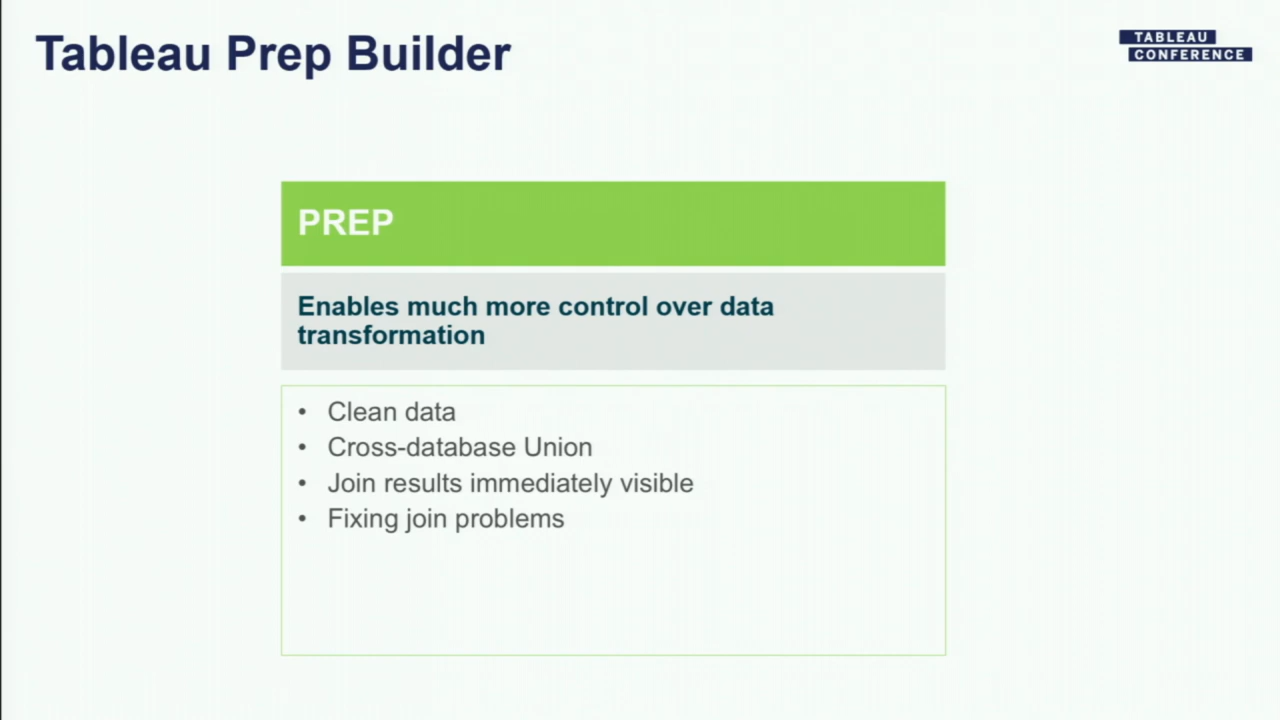 Tableau Prep Builder
TABLEAU
CONFERENCE
PREP
Enables much more control over data
transformation
• Clean data
• Cross-database Union
• Join results immediately visible
• Fixing join problems